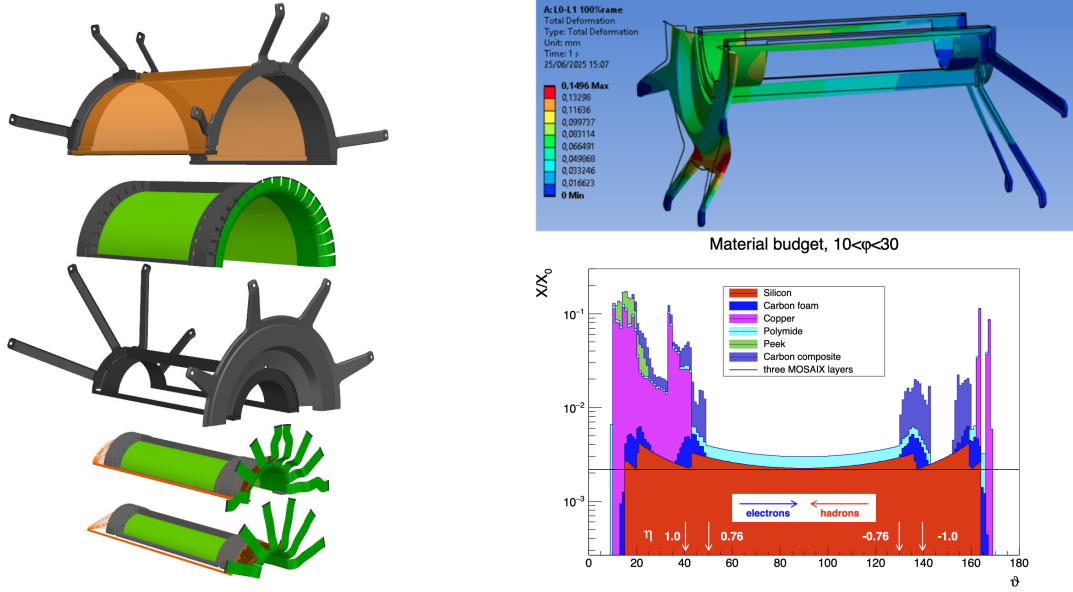 A: L0-L1 100%rame
Total Deformation
Type: Total Deformation
Unit: mm
Time: 1 s
25/06/2025 15:07
0,1496 Max
0,13298
0,11636
0,099737
0,083114
0,066491
0,049868
0,033246
0,016623
0 Min
Material budget, 10<φ<30
X/X0
10⁻¹
10⁻²
10⁻³
Silicon
Carbon foam
Copper
Polymide
Peek
Carbon composite
three MOSAIX layers
electrons
hadrons
η 1.0 0.76 -0.76 -1.0
0 20 40 60 80 100 120 140 160 180
ϑ